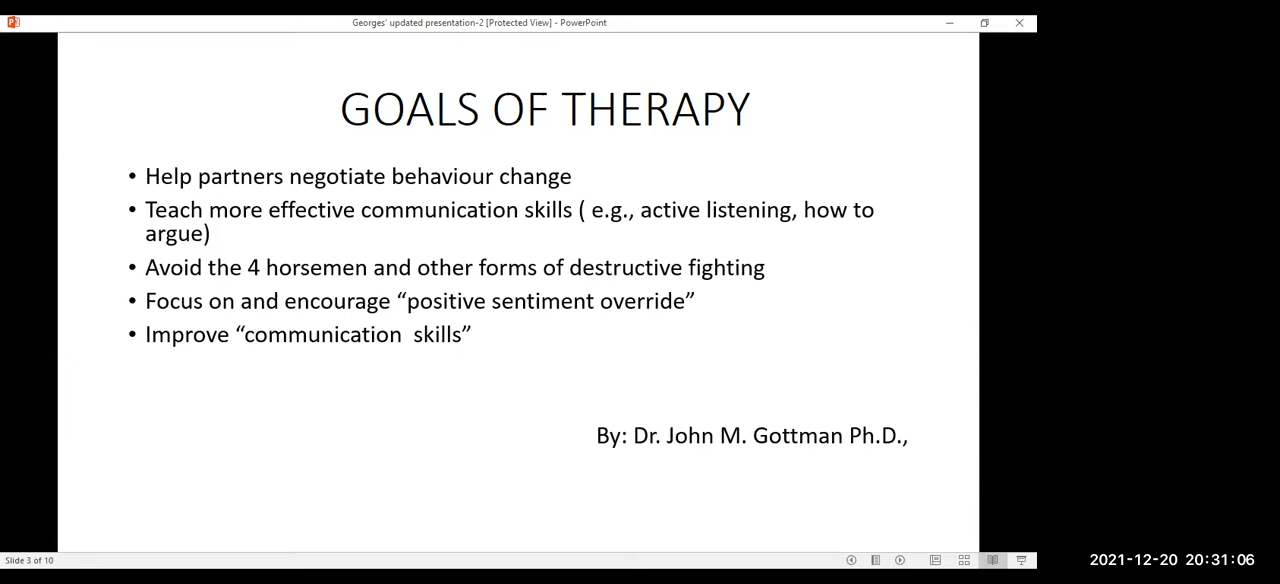 Georges' updated presentation-2 [Protected View] - PowerPoint
GOALS OF THERAPY
• Help partners negotiate behaviour change
• Teach more effective communication skills ( e.g., active listening, how to
argue)
• Avoid the 4 horsemen and other forms of destructive fighting
• Focus on and encourage “positive sentiment override”
• Improve “communication  skills”
By: Dr. John M. Gottman Ph.D.,
Slide 3 of 10
2021-12-20 20:31:06